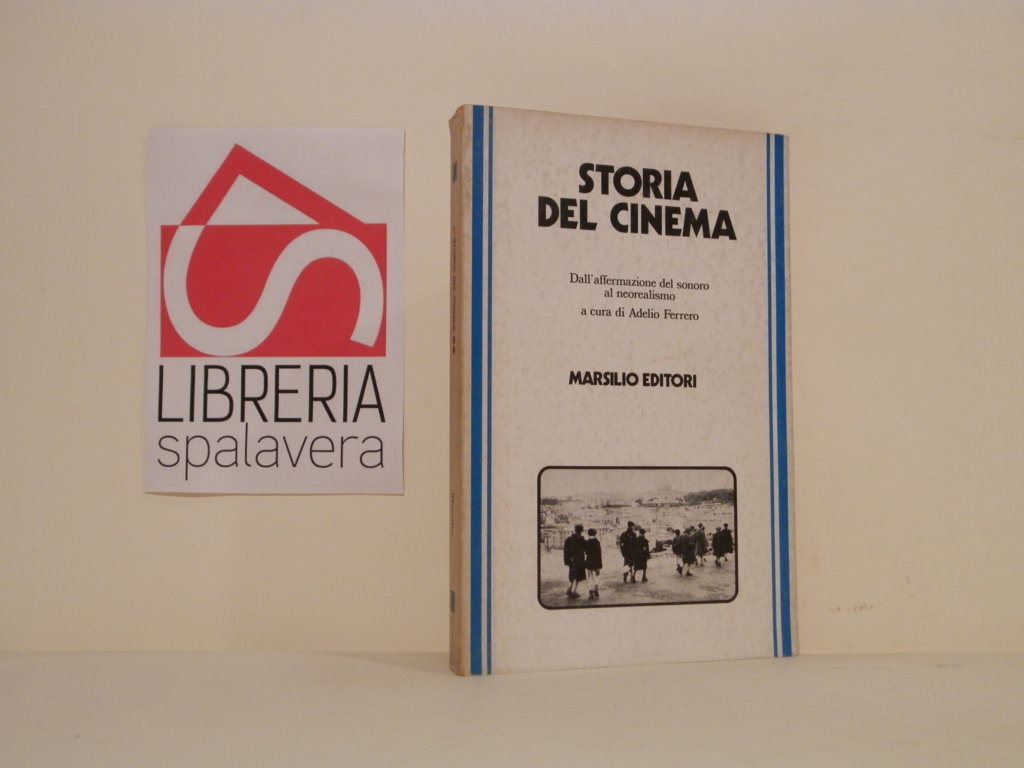 LIBRERIA
spalavera
STORIA
DEL CINEMA
Dall'affermazione del sonoro
al neorealismo
a cura di Adelio Ferrero
MARSILIO EDITORI